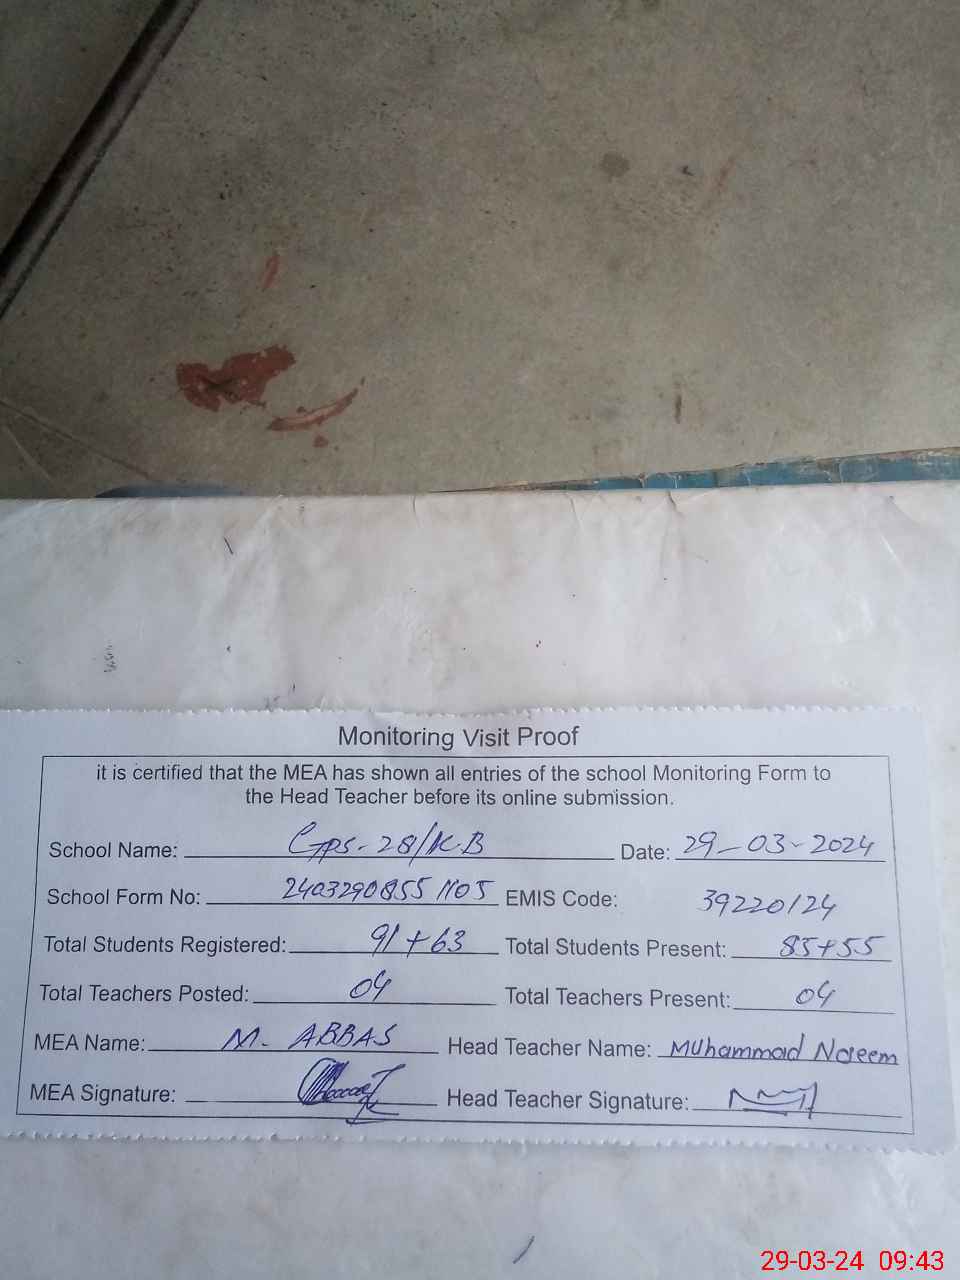 Monitoring Visit Proof
it is certified that the MEA has shown all entries of the school Monitoring Form to
the Head Teacher before its online submission.
School Name: GPS-28/K.B Date: 29-03-2024
School Form No: 2403290855 1105 EMIS Code: 39220124
Total Students Registered: 91+63 Total Students Present: 85+55
Total Teachers Posted: 04 Total Teachers Present: 04
MEA Name: M. ABBAS Head Teacher Name: Muhammad Naeem
MEA Signature: Head Teacher Signature:
29-03-24 09:43